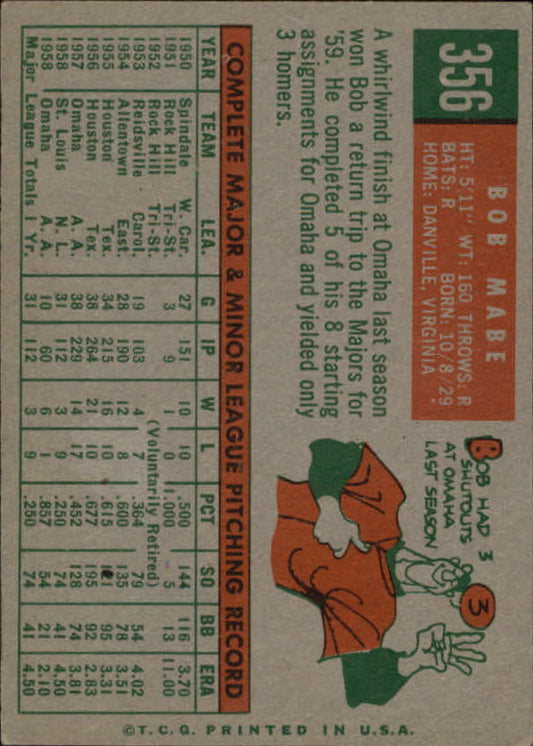 356
BOB MABE
HT: 5'11" WT: 160 THROWS: R
BATS: R BORN: 10/8/29
HOME: DANVILLE, VIRGINIA
A whirlwind finish at Omaha last season
won Bob a return trip to the Majors for
'59. He completed 5 of his 8 starting
assignments for Omaha and yielded only
3 homers.
BOB HAD 3
SHUTOUTS
AT OMAHA
LAST SEASON
3
COMPLETE MAJOR & MINOR LEAGUE PITCHING RECORD
YEAR TEAM LEA. G IP W L PCT SO BB ERA
1950 Spindale W. Car. 27 151 10 10 .500 144 116 3.70
1951 Rock Hill Tri-St. 3 9 1 0 1.000 5 13 11.00
1952 Rock Hill Tri-St. (Voluntarily Retired)
1953 Reidsville Carol. 19 103 4 7 .364 79 54 4.02
1954 Allentown East. 28 190 12 8 .600 135 78 3.51
1955 Houston Tex. 34 215 16 10 .615 95 3.31
1956 Houston Tex. 38 264 21 10 .677 195 92 2.83
1957 Omaha A. A. 38 229 14 17 .452 128 74 3.81
1958 St. Louis N. L. 31 112 3 9 .250 74 41 4.50
1958 Omaha A. A. 10 60 6 1 .857 54 21 2.10
Major League Totals 1 Yr. 31 112 3 9 .250 74 41 4.50
©T.C.G. PRINTED IN U.S.A.